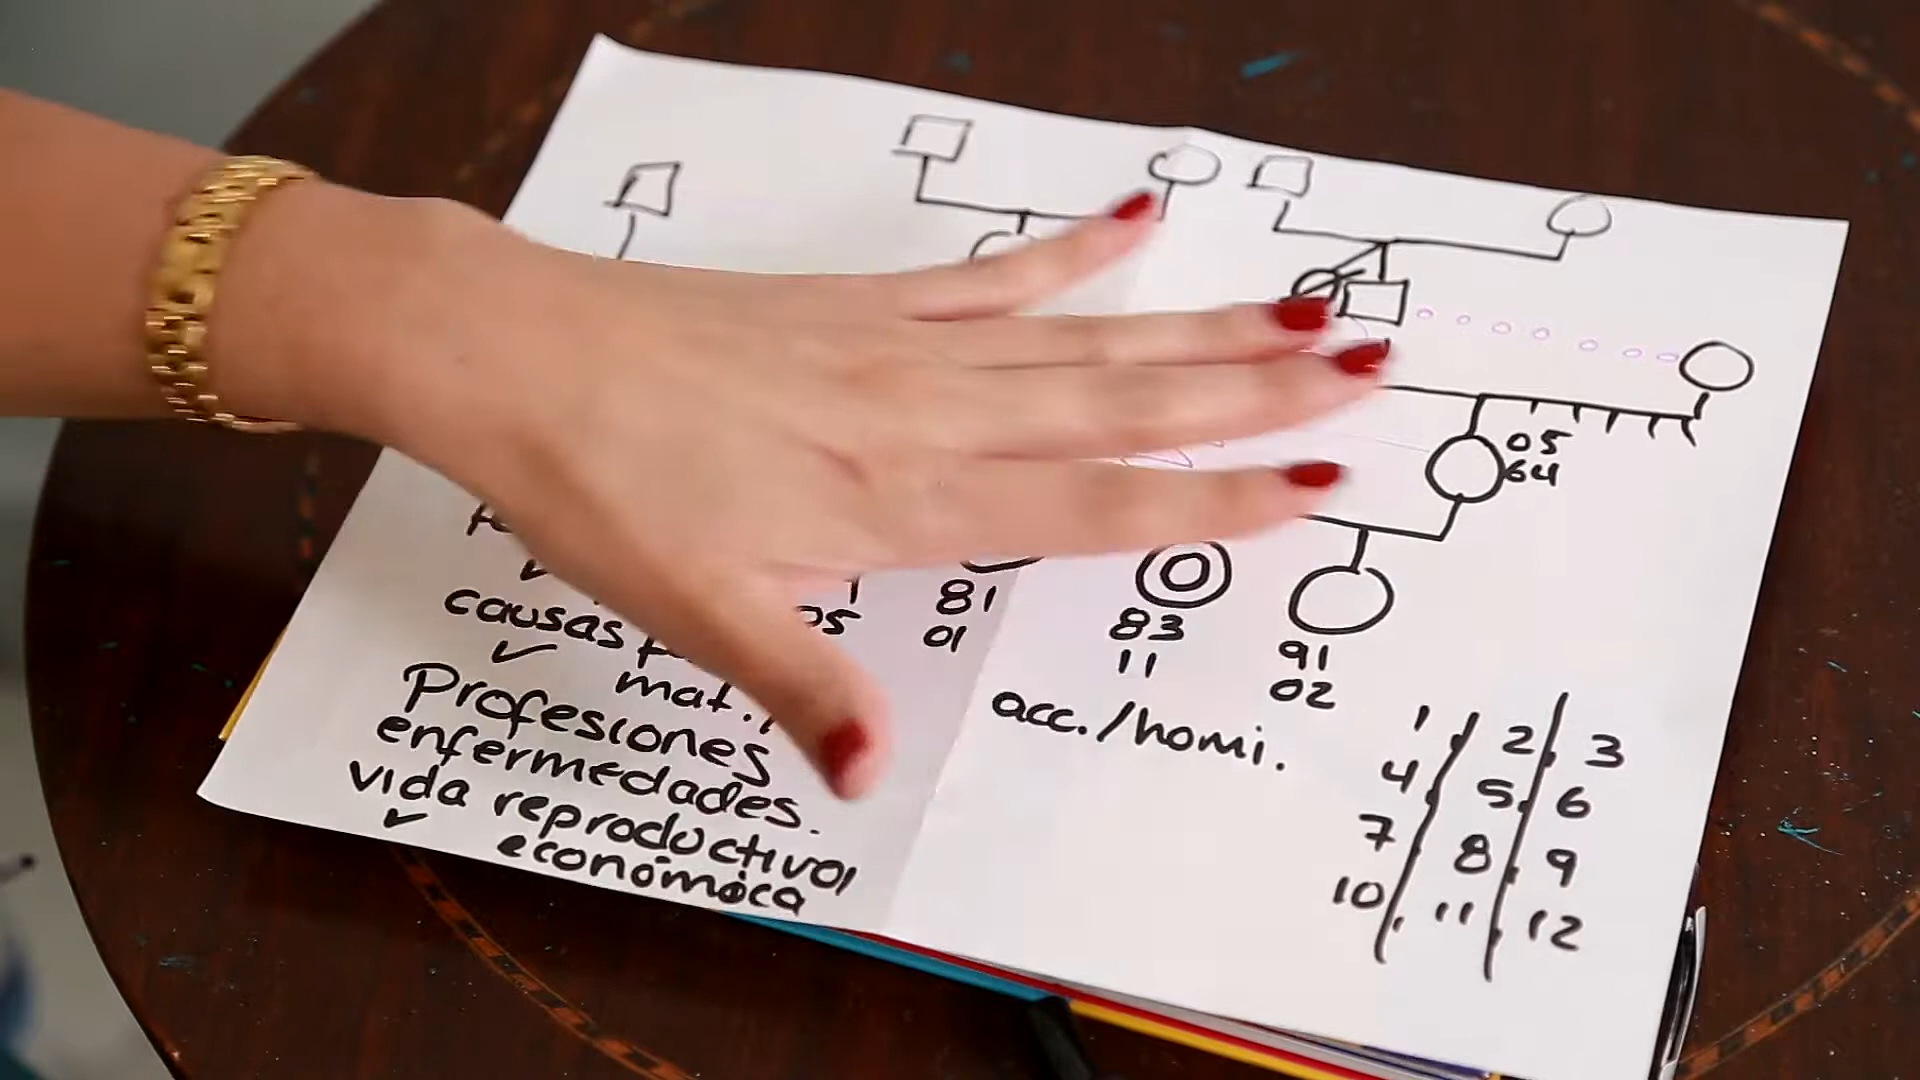 05
64
05
81
01
83
11
91
02
causas
mat.
Profesiones
enfermedades.
vida reproductiva
económica
acc./homi.
1 2 3
4 5 6
7 8 9
10 11 12